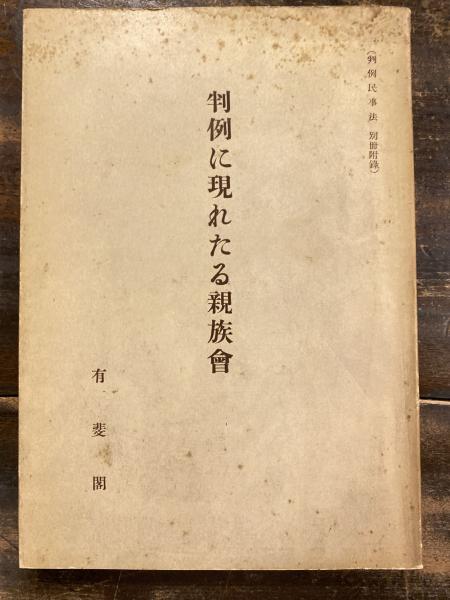 （判例民事法 別冊附錄）
判例に現れたる親族會
有斐閣